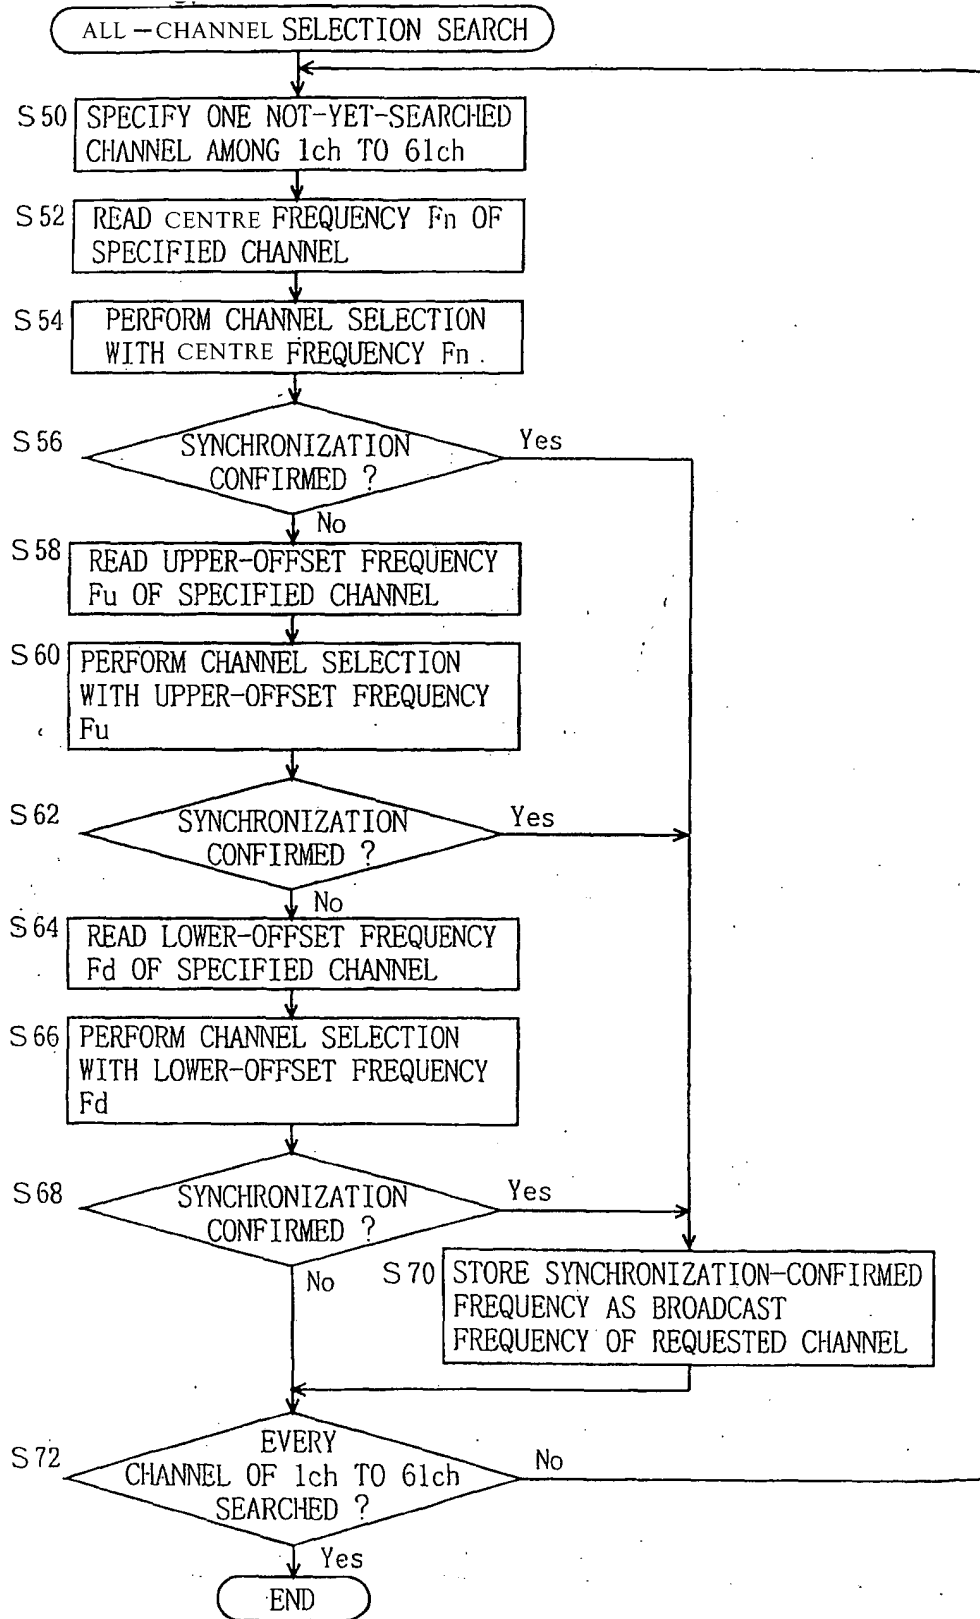 ALL-CHANNEL SELECTION SEARCH
S50
SPECIFY ONE NOT-YET-SEARCHED
CHANNEL AMONG 1ch TO 61ch
S52
READ CENTRE FREQUENCY Fn OF
SPECIFIED CHANNEL
S54
PERFORM CHANNEL SELECTION
WITH CENTRE FREQUENCY Fn
S56
SYNCHRONIZATION
CONFIRMED ?
Yes
No
S58
READ UPPER-OFFSET FREQUENCY
Fu OF SPECIFIED CHANNEL
S60
PERFORM CHANNEL SELECTION
WITH UPPER-OFFSET FREQUENCY
Fu
S62
SYNCHRONIZATION
CONFIRMED ?
Yes
No
S64
READ LOWER-OFFSET FREQUENCY
Fd OF SPECIFIED CHANNEL
S66
PERFORM CHANNEL SELECTION
WITH LOWER-OFFSET FREQUENCY
Fd
S68
SYNCHRONIZATION
CONFIRMED ?
Yes
No
S70
STORE SYNCHRONIZATION-CONFIRMED
FREQUENCY AS BROADCAST
FREQUENCY OF REQUESTED CHANNEL
S72
EVERY
CHANNEL OF 1ch TO 61ch
SEARCHED ?
No
Yes
END